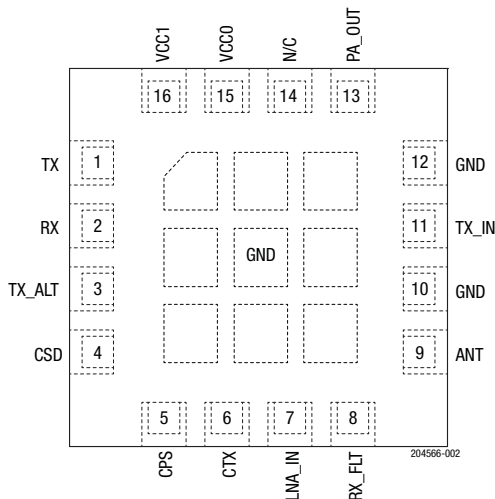 VCC1 VCC0 N/C PA_OUT
16 15 14 13
TX 1 12 GND
RX 2 11 TX_IN
GND
TX_ALT 3 10 GND
CSD 4 9 ANT
5 6 7 8
CPS CTX LNA_IN RX_FLT
204566-002